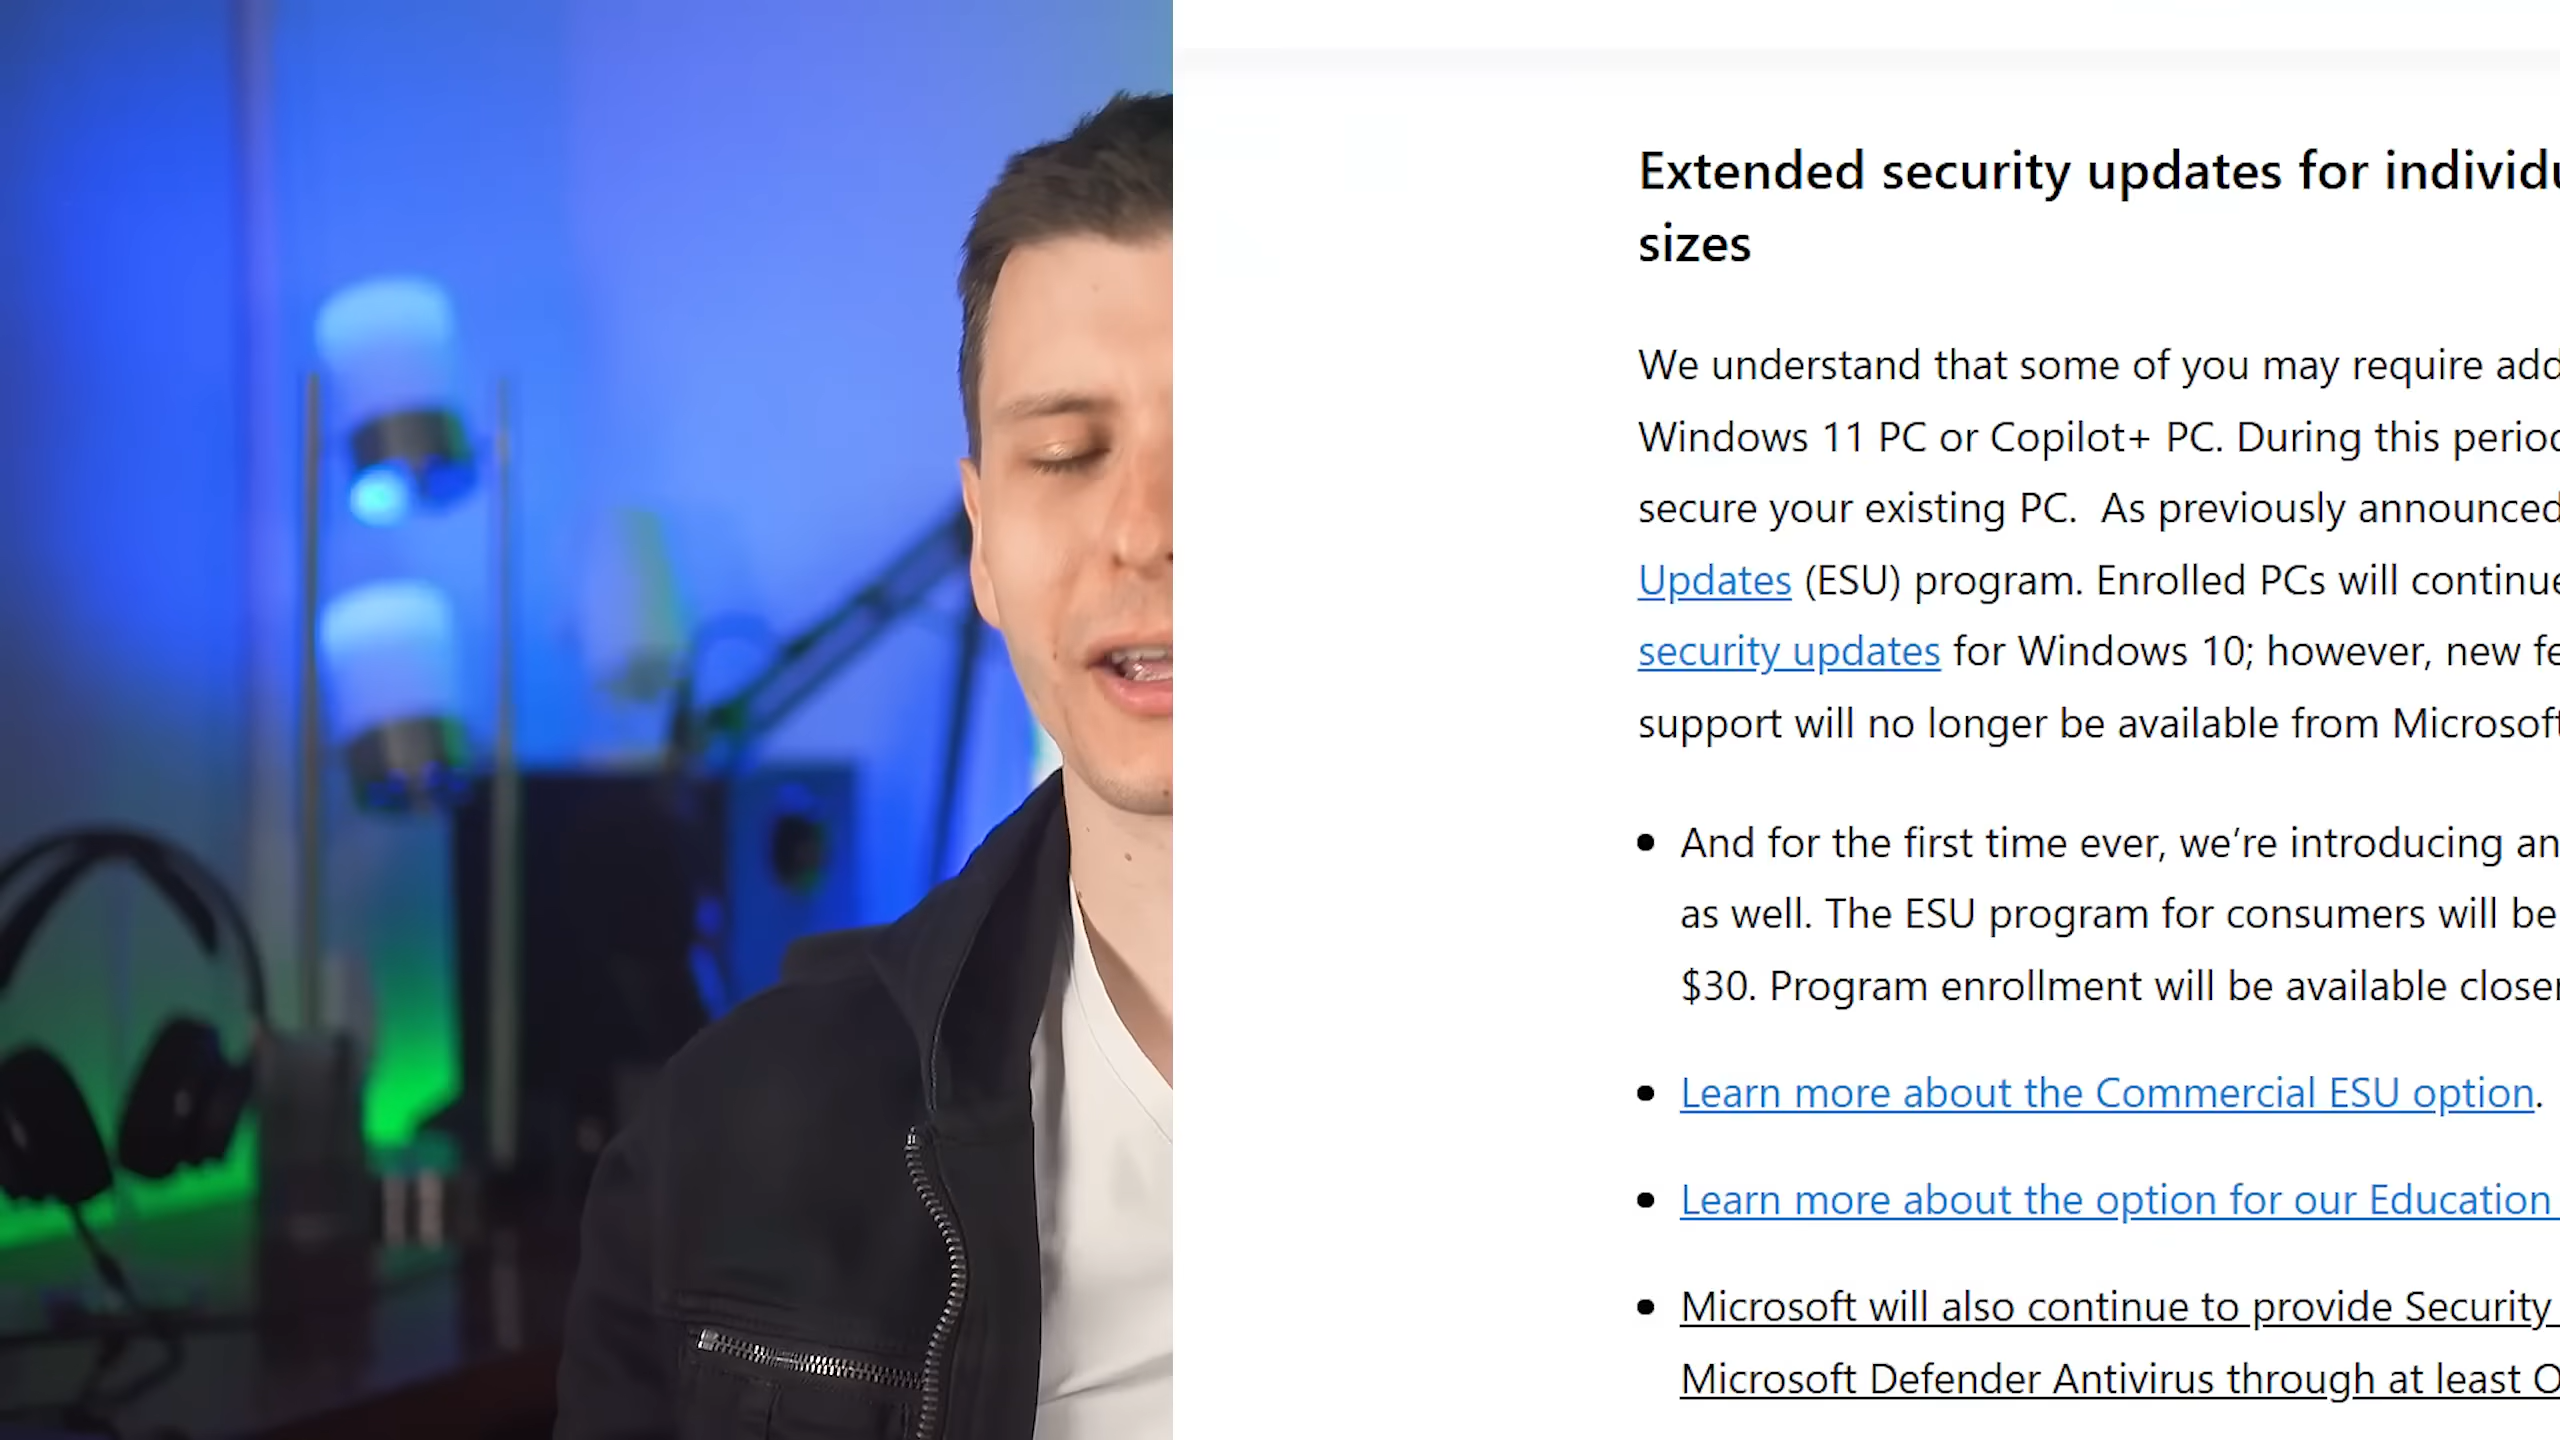 Extended security updates for
sizes
We understand that some of you may require
Windows 11 PC or Copilot+ PC. During this
secure your existing PC. As previously announced
Updates (ESU) program. Enrolled PCs will continue
security updates for Windows 10; however, new
support will no longer be available from Microsoft
• And for the first time ever, we’re introducing an
as well. The ESU program for consumers will be
$30. Program enrollment will be available closer
• Learn more about the Commercial ESU option.
• Learn more about the option for our Education
• Microsoft will also continue to provide Security
Microsoft Defender Antivirus through at least